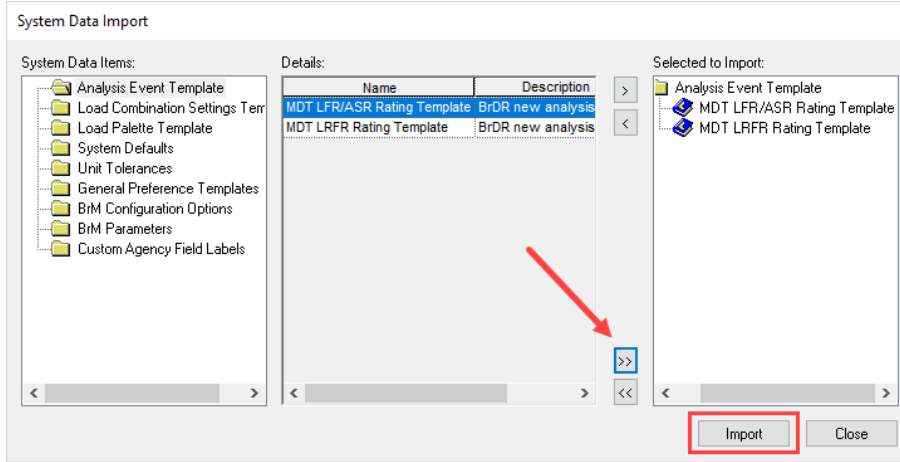 System Data Import
System Data Items:
Analysis Event Template
Load Combination Settings Tem
Load Palette Template
System Defaults
Unit Tolerances
General Preference Templates
BrM Configuration Options
BrM Parameters
Custom Agency Field Labels
Details:
Name Description
MDT LFR/ASR Rating Template BrDR new analysis
MDT LRFR Rating Template BrDR new analysis
>
<
>>
<<
Selected to Import:
Analysis Event Template
MDT LFR/ASR Rating Template
MDT LRFR Rating Template
Import Close